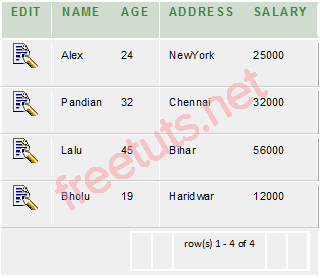 EDIT NAME AGE ADDRESS SALARY
Alex 24 NewYork 25000
Pandian 32 Chennai 32000
Lalu 45 Bihar 56000
Bholu 19 Haridwar 12000
row(s) 1 - 4 of 4
freetuts.net